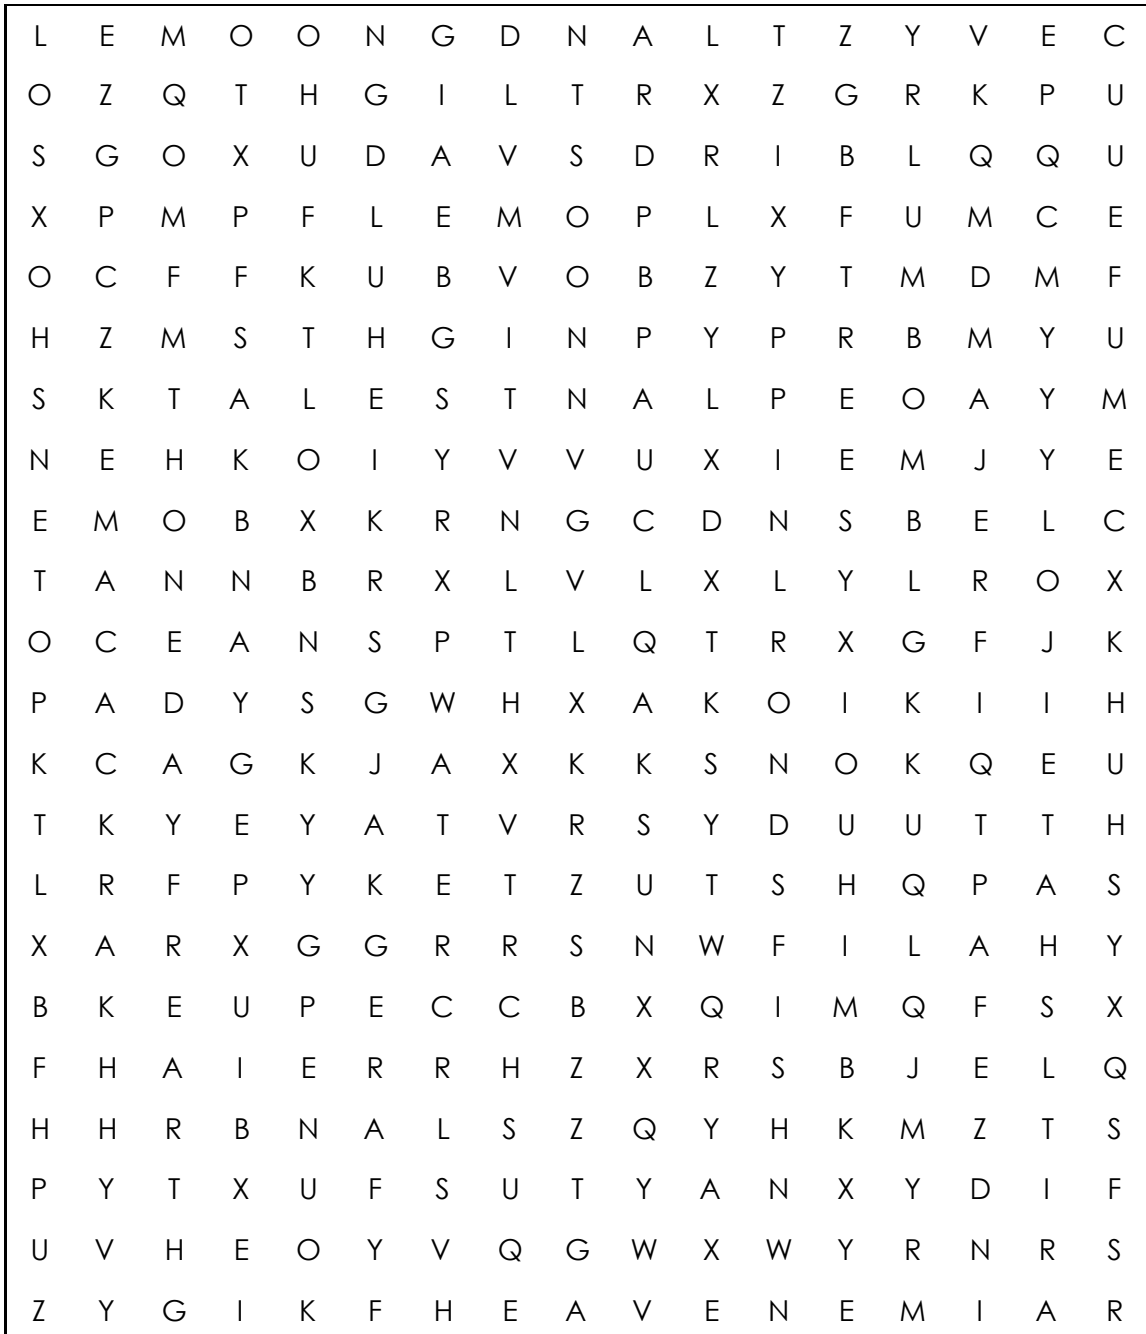 L E M O O N G D N A L T Z Y V E C
O Z Q T H G I L T R X Z G R K P U
S G O X U D A V S D R I B L Q Q U
X P M P F L E M O P L X F U M C E
O C F F K U B V O B Z Y T M D M F
H Z M S T H G I N P Y P R B M Y U
S K T A L E S T N A L P E O A Y M
N E H K O I Y V V U X I E M J Y E
E M O B X K R N G C D N S B E L C
T A N N B R X L V L X L Y L R O X
O C E A N S P T L Q T R X G F J K
P A D Y S G W H X A K O I K I I H
K C A G K J A X K K S N O K Q E U
T K Y E Y A T V R S Y D U U T T H
L R F P Y K E T Z U T S H Q P A S
X A R X G G R R S N W F I L A H Y
B K E U P E C C B X Q I M Q F S X
F H A I E R R H Z X R S B J E L Q
H H R B N A L S Z Q Y H K M Z T S
P Y T X U F S U T Y A N X Y D I F
U V H E O Y V Q G W X W Y R N R S
Z Y G I K F H E A V E N E M I A R